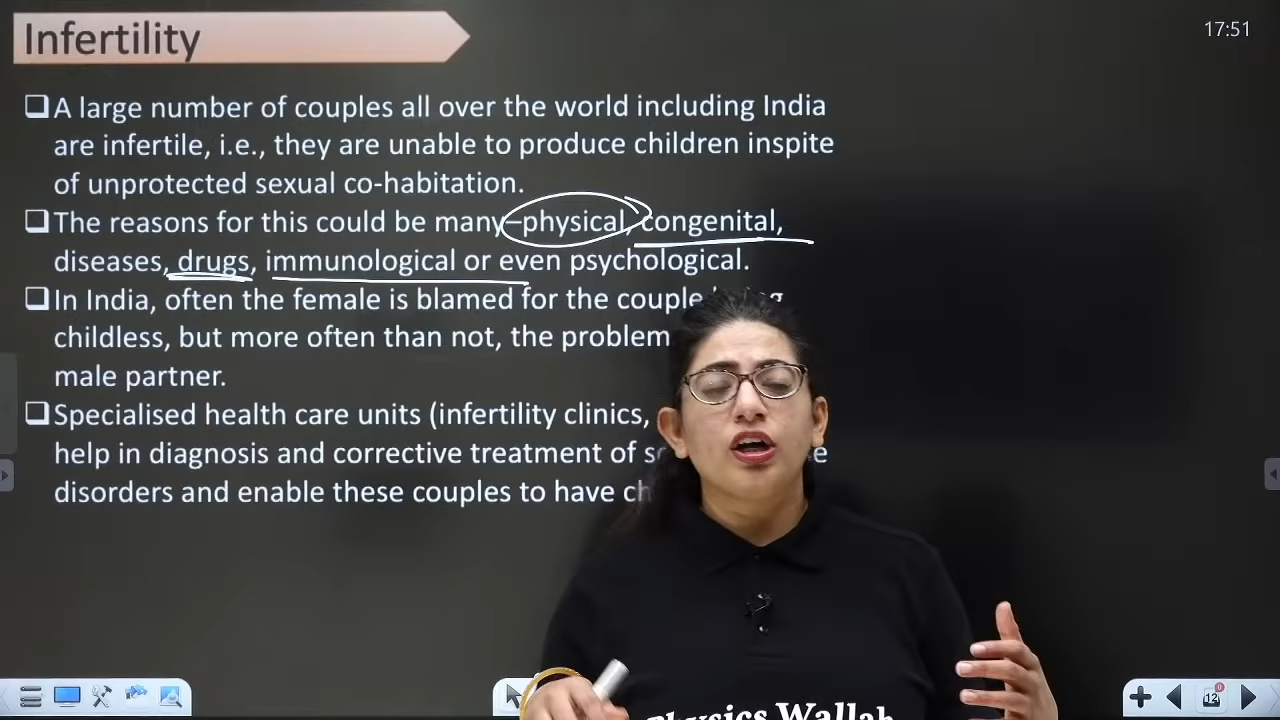 Infertility
17:51
A large number of couples all over the world including India
are infertile, i.e., they are unable to produce children inspite
of unprotected sexual co-habitation.
The reasons for this could be many–physical, congenital,
diseases, drugs, immunological or even psychological.
In India, often the female is blamed for the couple
childless, but more often than not, the problem
male partner.
Specialised health care units (infertility clinics,
help in diagnosis and corrective treatment of
disorders and enable these couples to have
12
Physics Wallah